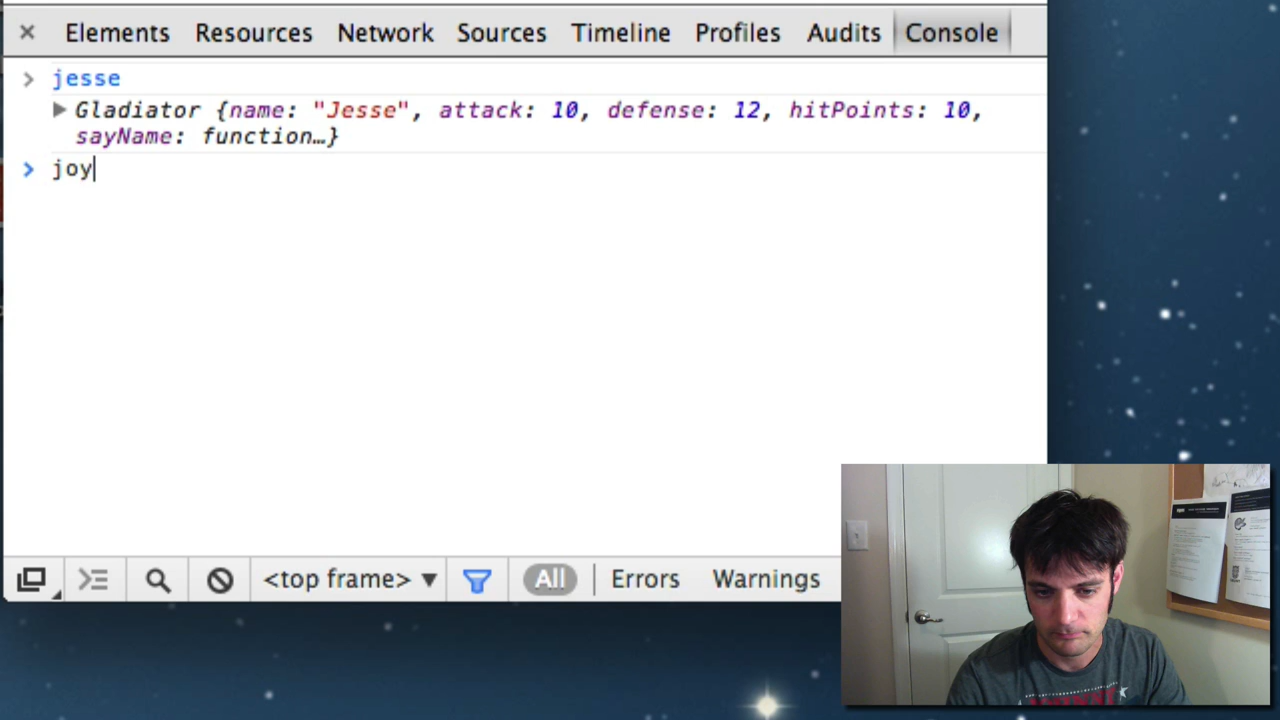 × Elements Resources Network Sources Timeline Profiles Audits Console
> jesse
▶ Gladiator {name: "Jesse", attack: 10, defense: 12, hitPoints: 10,
sayName: function…}
> joy
<top frame> ▼ All Errors Warnings